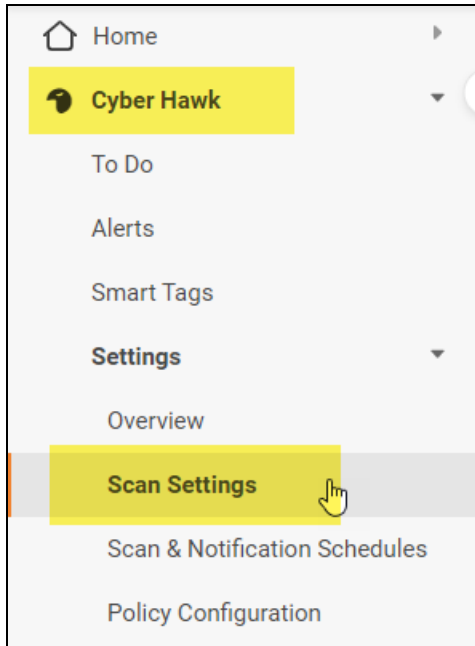 Home
Cyber Hawk
To Do
Alerts
Smart Tags
Settings
Overview
Scan Settings
Scan & Notification Schedules
Policy Configuration